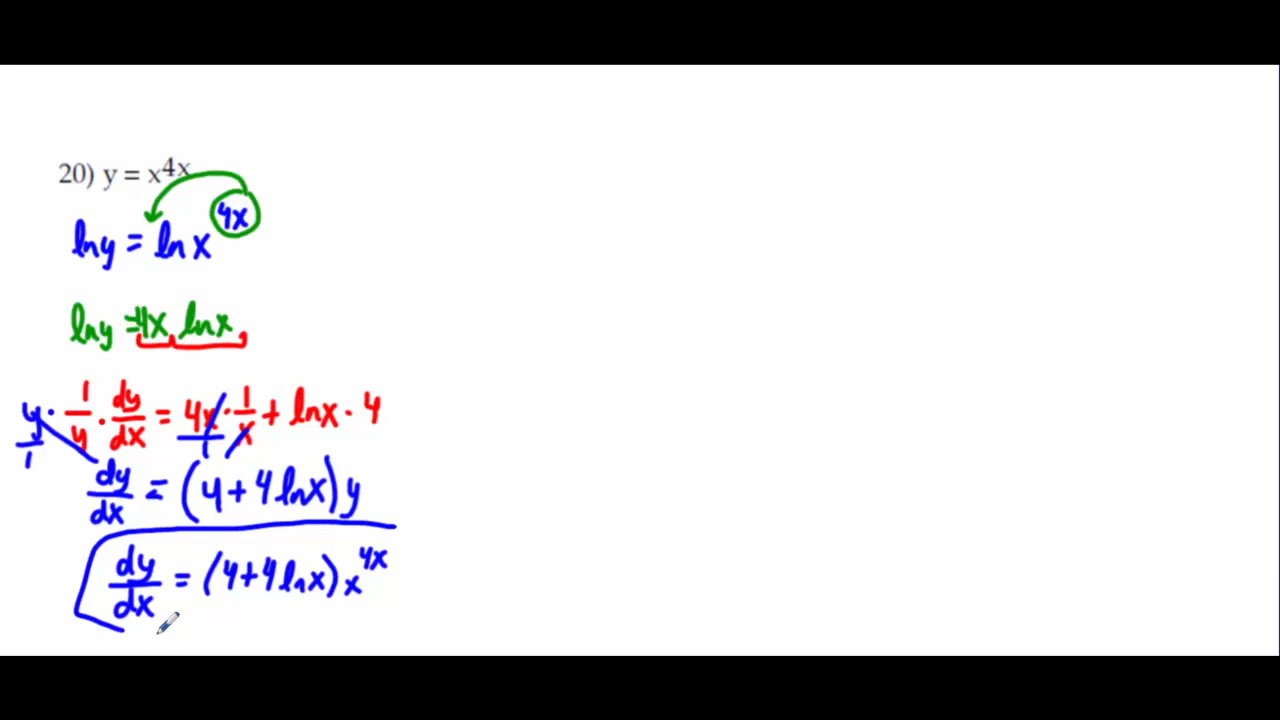 20) y = x^4x
ln y = ln x^4x
ln y = 4x ln x
y/1 · 1/y · dy/dx = 4x · 1/x + ln x · 4
dy/dx = (4 + 4 ln x) y
dy/dx = (4 + 4 ln x) x^4x